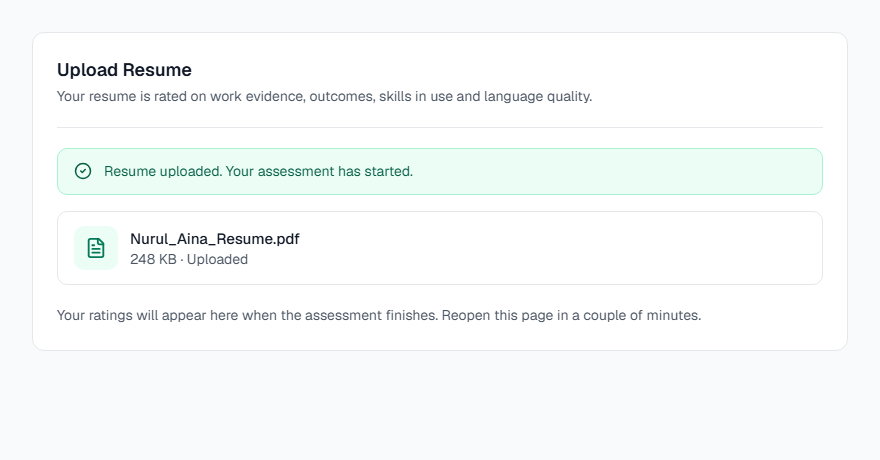 Upload Resume
Your resume is rated on work evidence, outcomes, skills in use and language quality.
Resume uploaded. Your assessment has started.
Nurul_Aina_Resume.pdf
248 KB · Uploaded
Your ratings will appear here when the assessment finishes. Reopen this page in a couple of minutes.